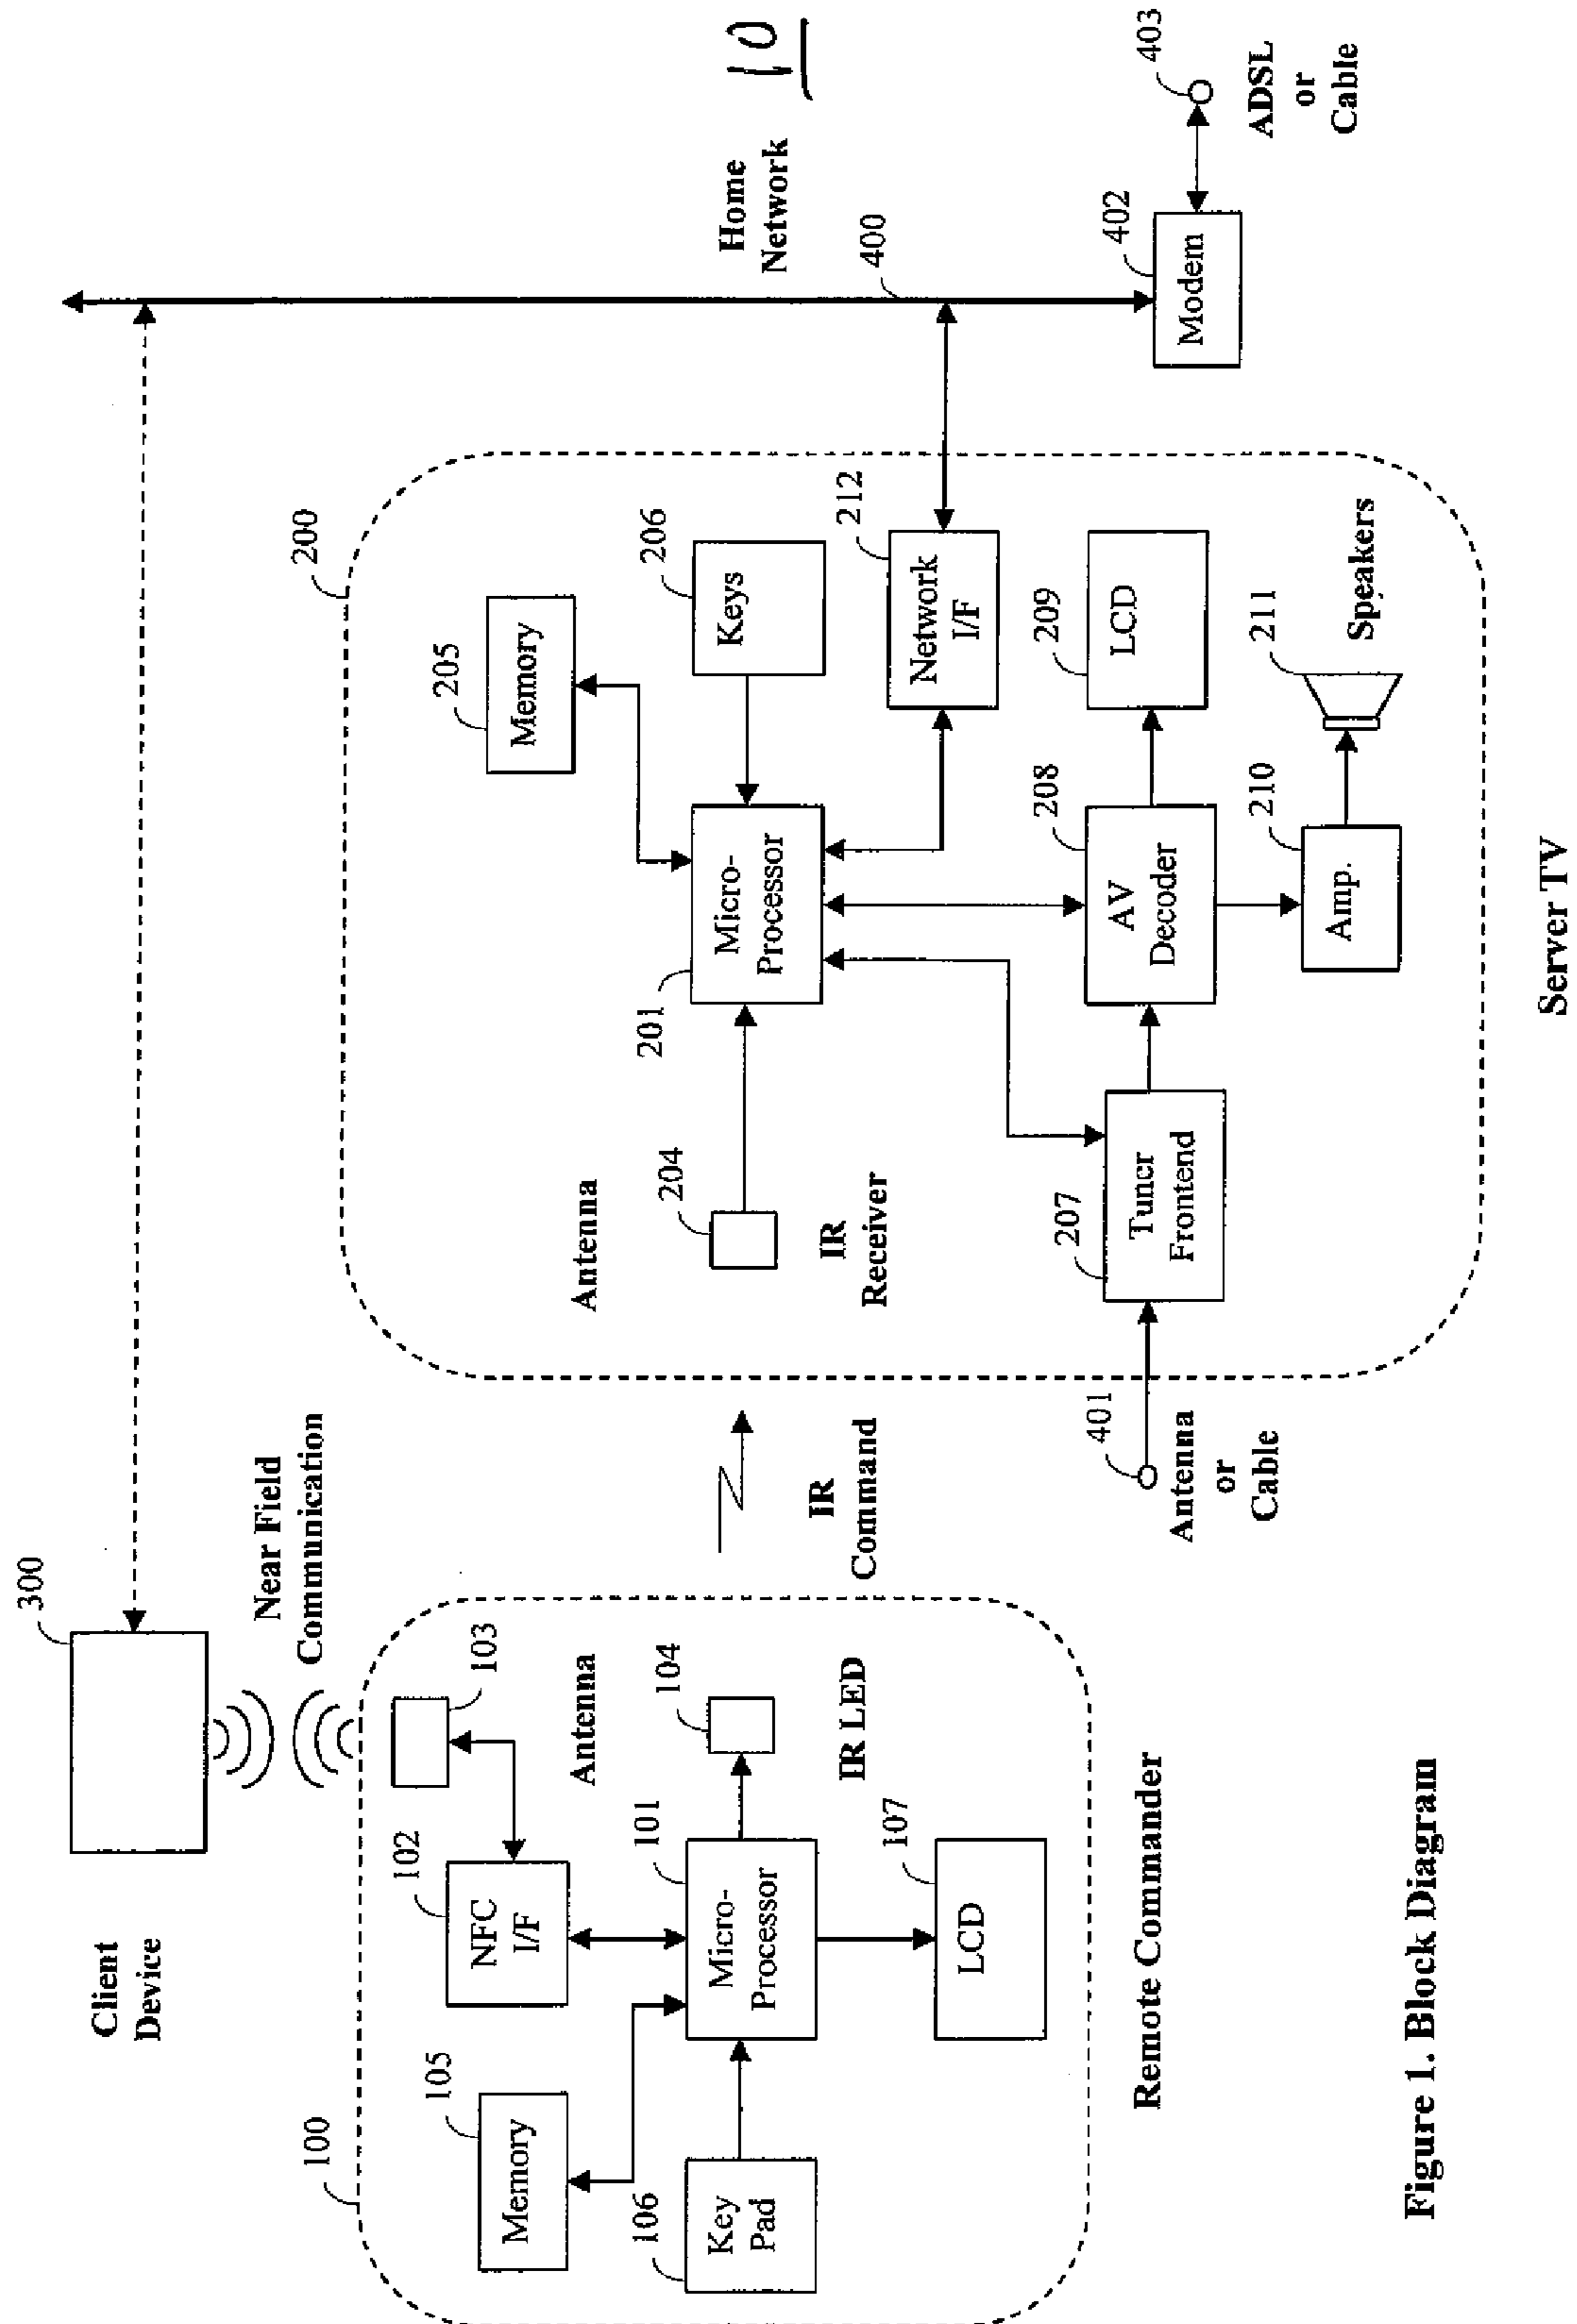 10
Home
Network
400
403
ADSL
or
Cable
402
Modem
300
Client
Device
Near Field
Communication
200
205
Memory
206
Keys
212
Network
I/F
201
Micro-
Processor
209
LCD
208
AV
Decoder
211
Speakers
210
Amp.
Antenna
204
IR
Receiver
207
Tuner
Frontend
401
Antenna
or
Cable
Server TV
IR
Command
100
103
Antenna
102
NFC
I/F
104
IR LED
101
Micro-
Processor
105
Memory
106
Key
Pad
107
LCD
Remote Commander
Figure 1. Block Diagram